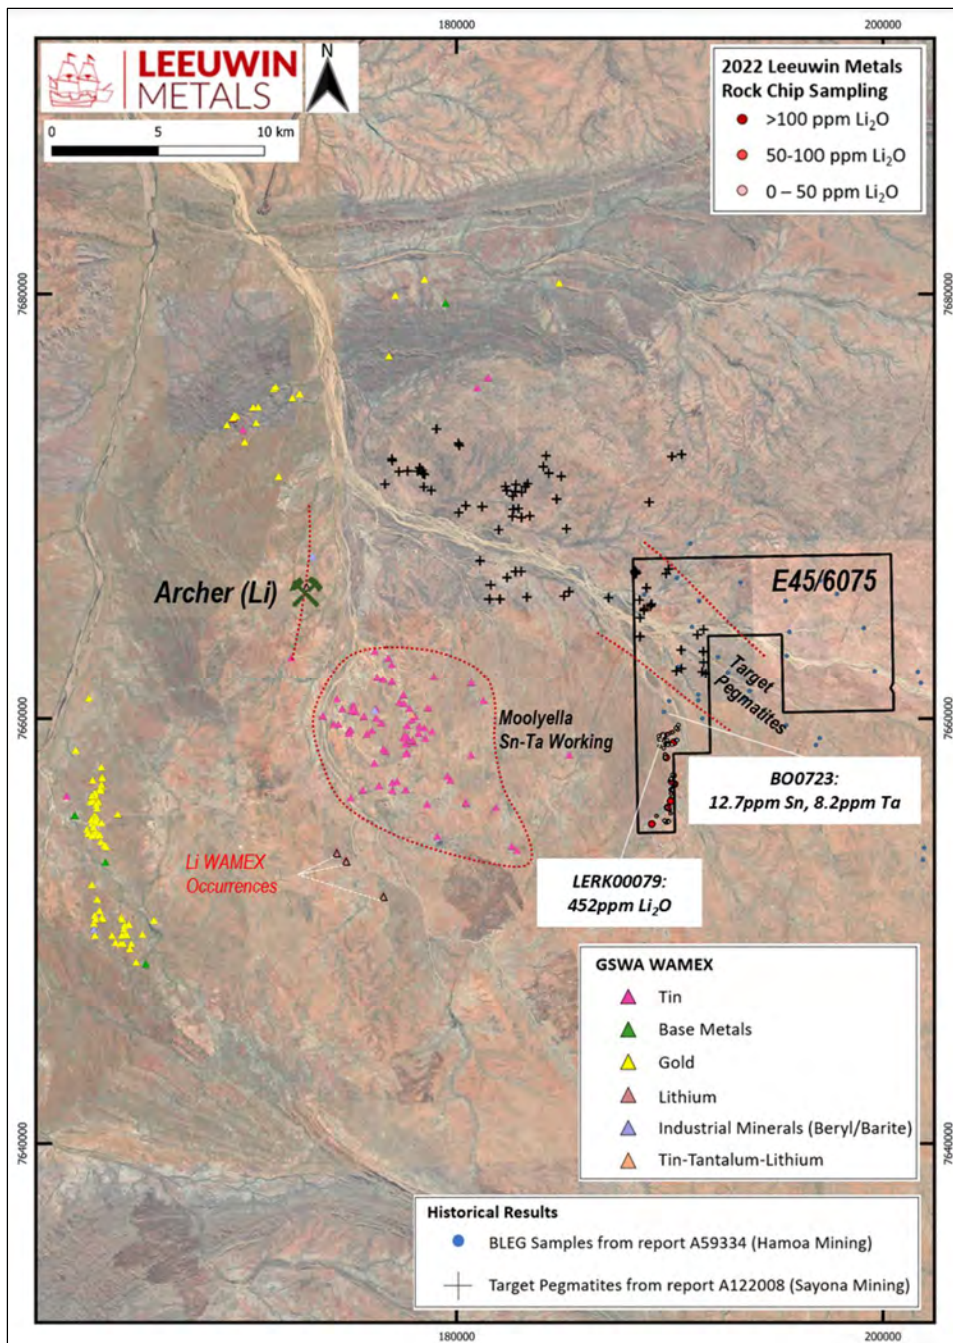 180000
200000
LEEUWIN
METALS
N
0
5
10 km
2022 Leeuwin Metals
Rock Chip Sampling
>100 ppm Li₂O
50-100 ppm Li₂O
0 – 50 ppm Li₂O
7680000
7680000
Archer (Li)
E45/6075
Target
Pegmatites
Moolyella
Sn-Ta Working
7660000
7660000
BO0723:
12.7ppm Sn, 8.2ppm Ta
Li WAMEX
Occurrences
LERK00079:
452ppm Li₂O
GSWA WAMEX
Tin
Base Metals
Gold
Lithium
Industrial Minerals (Beryl/Barite)
Tin-Tantalum-Lithium
7640000
7640000
Historical Results
BLEG Samples from report A59334 (Hamoa Mining)
Target Pegmatites from report A122008 (Sayona Mining)
180000
200000